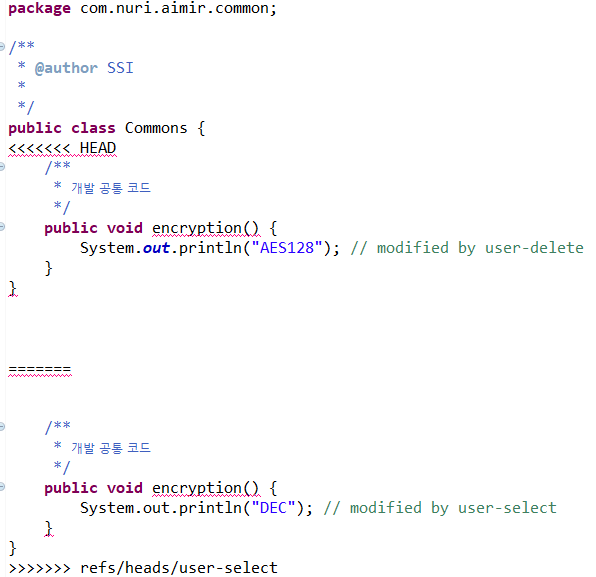 package com.nuri.aimir.common;
/**
 * @author SSI
 *
 */
public class Commons {
<<<<<<< HEAD
    /**
     * 개발 공통 코드
     */
    public void encryption() {
        System.out.println("AES128"); // modified by user-delete
    }
}
=======
    /**
     * 개발 공통 코드
     */
    public void encryption() {
        System.out.println("DEC"); // modified by user-select
    }
}
>>>>>>> refs/heads/user-select